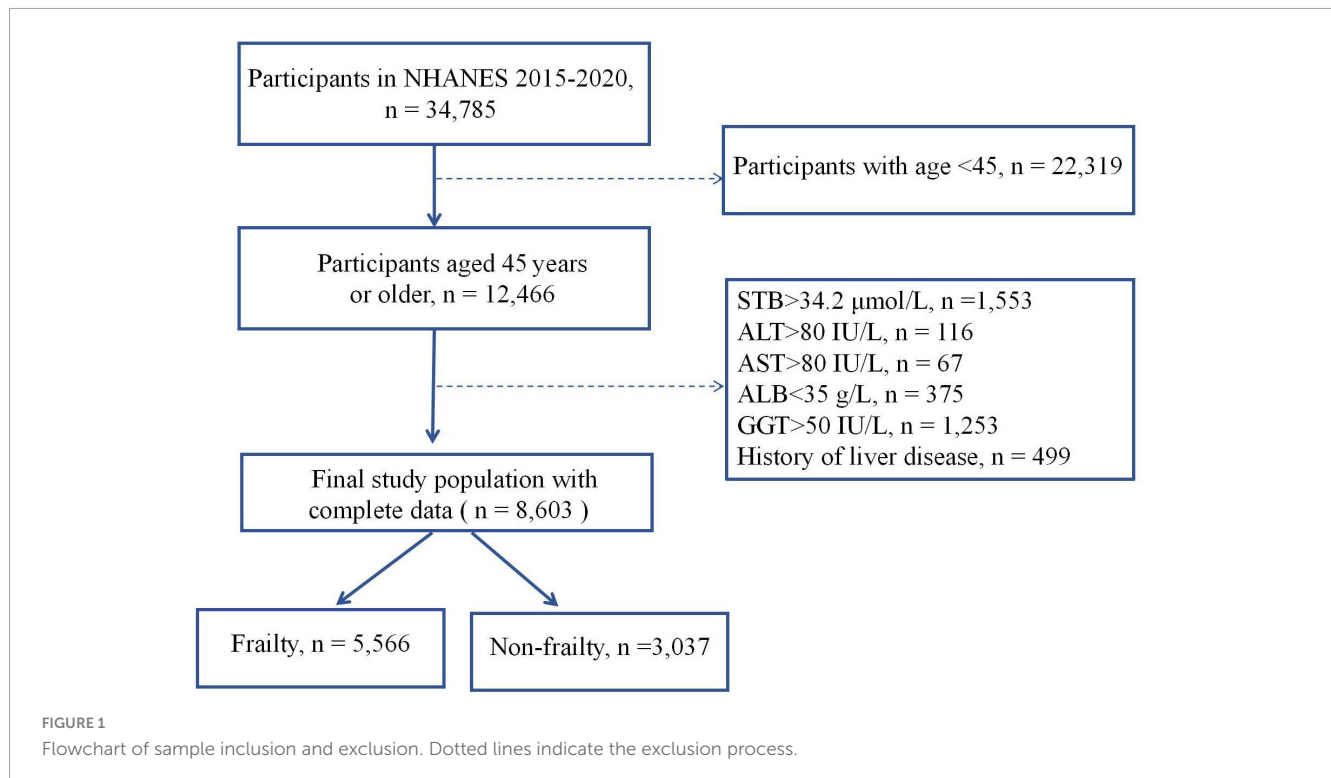 Participants in NHANES 2015-2020,
n = 34,785
Participants with age <45, n = 22,319
Participants aged 45 years
or older, n = 12,466
STB>34.2 μmol/L, n =1,553
ALT>80 IU/L, n = 116
AST>80 IU/L, n = 67
ALB<35 g/L, n = 375
GGT>50 IU/L, n = 1,253
History of liver disease, n = 499
Final study population with
complete data ( n = 8,603 )
Frailty, n = 5,566
Non-frailty, n =3,037
FIGURE 1
Flowchart of sample inclusion and exclusion. Dotted lines indicate the exclusion process.